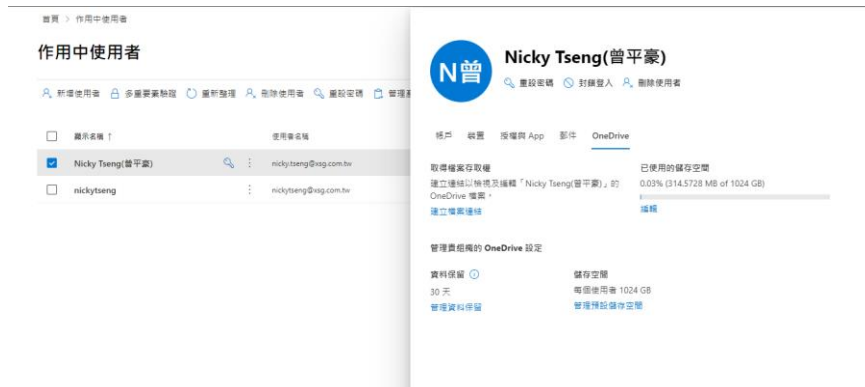 首頁 > 作用中使用者
作用中使用者
新增使用者 多重要素驗證 重新整理 刪除使用者 重設密碼 管理
顯示名稱 ↑ 使用者名稱
Nicky Tseng(曾平豪) nicky.tseng@xsg.com.tw
nickytseng nickytseng@xsg.com.tw
N曾
Nicky Tseng(曾平豪)
重設密碼 封鎖登入 刪除使用者
帳戶 裝置 授權與 App 郵件 OneDrive
取得檔案存取權
建立連結以檢視及編輯「Nicky Tseng(曾平豪)」的
OneDrive 檔案。
建立檔案連結
已使用的儲存空間
0.03% (314.5728 MB of 1024 GB)
編輯
管理貴組織的 OneDrive 設定
資料保留
30 天
管理資料保留
儲存空間
每個使用者 1024 GB
管理預設儲存空間